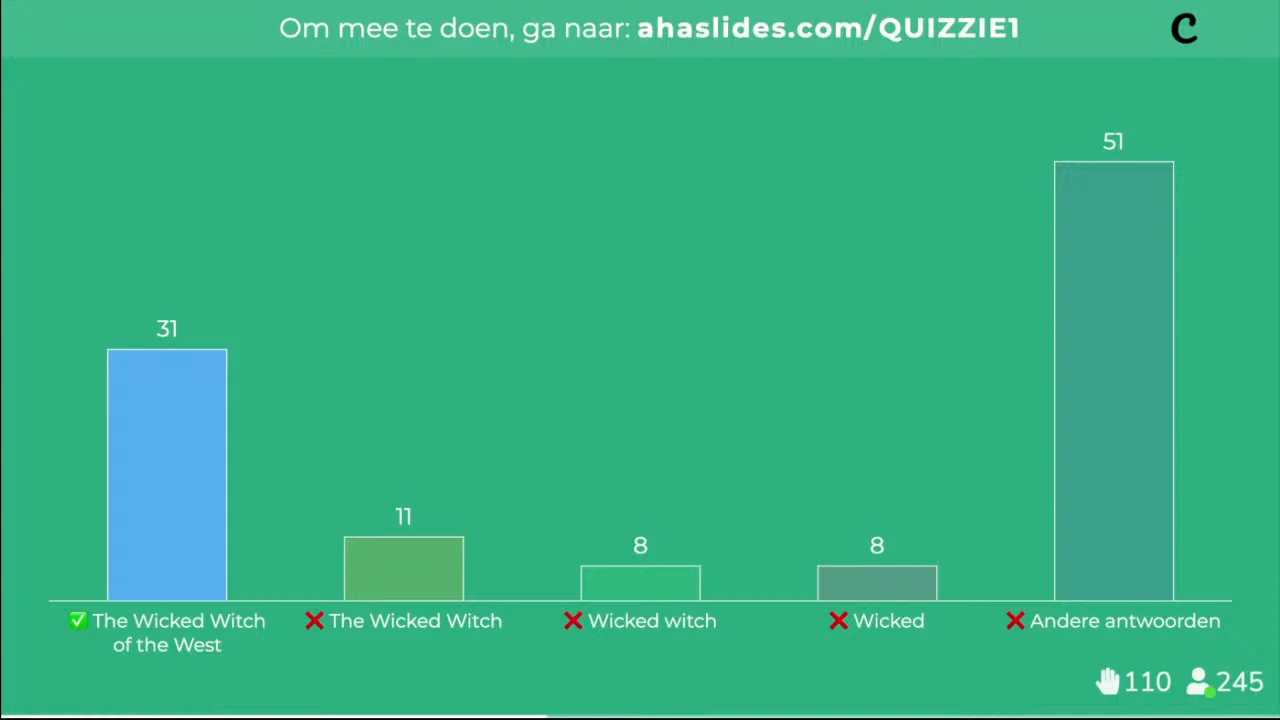 Om mee te doen, ga naar: ahaslides.com/QUIZZIE1
C
51
31
11
8
8
✅ The Wicked Witch of the West
❌ The Wicked Witch
❌ Wicked witch
❌ Wicked
❌ Andere antwoorden
110
245